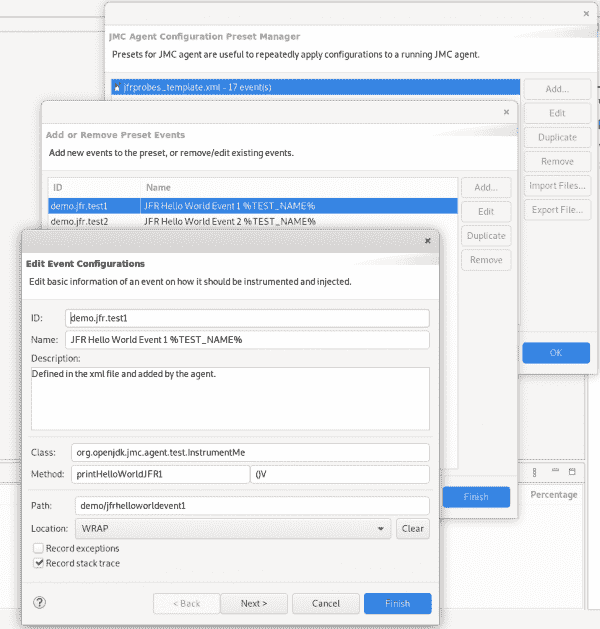 JMC Agent Configuration Preset Manager
Presets for JMC agent are useful to repeatedly apply configurations to a running JMC agent.
jfrprobes_template.xml - 17 event(s)
Add...
Edit
Duplicate
Remove
Import Files...
Export File...
OK
Add or Remove Preset Events
Add new events to the preset, or remove/edit existing events.
ID Name
demo.jfr.test1 JFR Hello World Event 1 %TEST_NAME%
demo.jfr.test2 JFR Hello World Event 2 %TEST_NAME%
Add...
Edit
Duplicate
Remove
Finish
Percentage
Edit Event Configurations
Edit basic information of an event on how it should be instrumented and injected.
ID: demo.jfr.test1
Name: JFR Hello World Event 1 %TEST_NAME%
Description:
Defined in the xml file and added by the agent.
Class: org.openjdk.jmc.agent.test.InstrumentMe
Method: printHelloWorldJFR1 ()V
Path: demo/jfrhelloworldevent1
Location: WRAP Clear
Record exceptions
Record stack trace
< Back Next > Cancel Finish